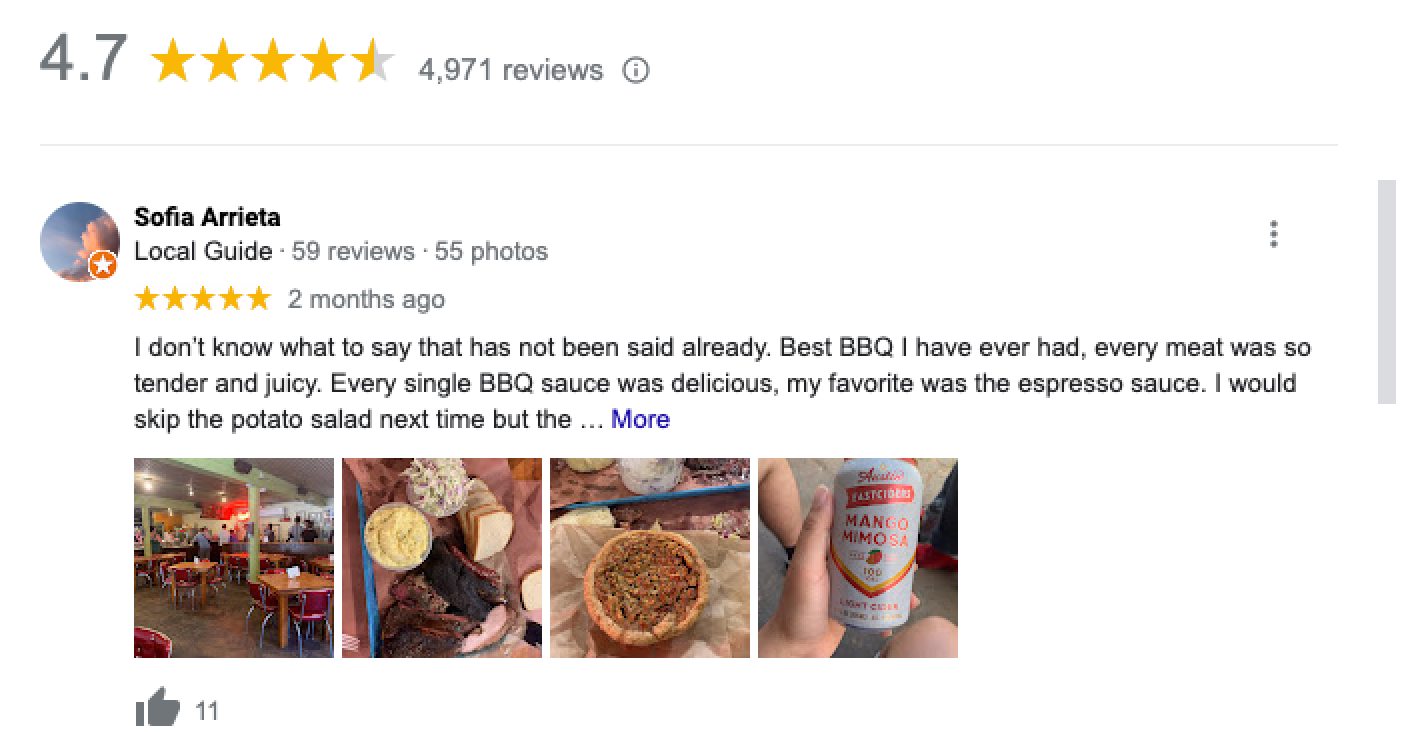 4.7 4,971 reviews
Sofia Arrieta
Local Guide · 59 reviews · 55 photos
2 months ago
I don't know what to say that has not been said already. Best BBQ I have ever had, every meat was so
tender and juicy. Every single BBQ sauce was delicious, my favorite was the espresso sauce. I would
skip the potato salad next time but the … More
Austin
EASTCIDERS
MANGO
MIMOSA
100
LIGHT CIDER
11